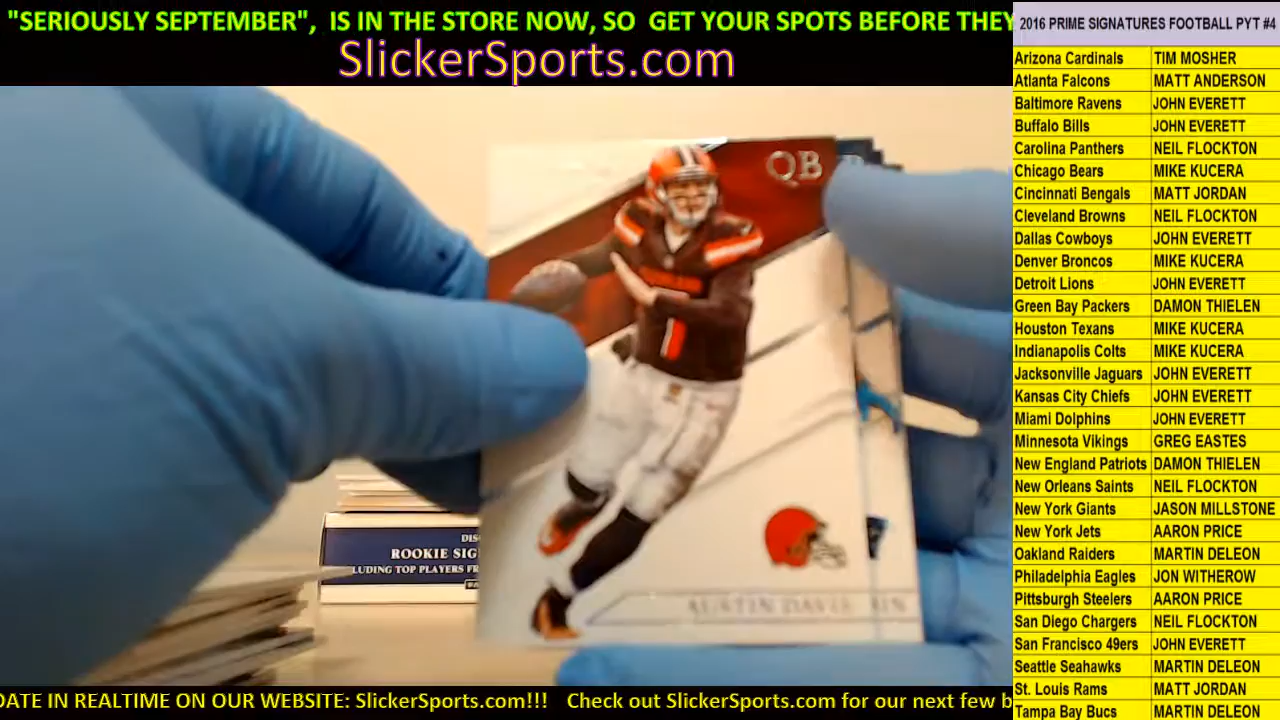 "SERIOUSLY SEPTEMBER", IS IN THE STORE NOW, SO GET YOUR SPOTS BEFORE THEY
SlickerSports.com
2016 PRIME SIGNATURES FOOTBALL PYT #4
Arizona Cardinals TIM MOSHER
Atlanta Falcons MATT ANDERSON
Baltimore Ravens JOHN EVERETT
Buffalo Bills JOHN EVERETT
Carolina Panthers NEIL FLOCKTON
Chicago Bears MIKE KUCERA
Cincinnati Bengals MATT JORDAN
Cleveland Browns NEIL FLOCKTON
Dallas Cowboys JOHN EVERETT
Denver Broncos MIKE KUCERA
Detroit Lions JOHN EVERETT
Green Bay Packers DAMON THIELEN
Houston Texans MIKE KUCERA
Indianapolis Colts MIKE KUCERA
Jacksonville Jaguars JOHN EVERETT
Kansas City Chiefs JOHN EVERETT
Miami Dolphins JOHN EVERETT
Minnesota Vikings GREG EASTES
New England Patriots DAMON THIELEN
New Orleans Saints NEIL FLOCKTON
New York Giants JASON MILLSTONE
New York Jets AARON PRICE
Oakland Raiders MARTIN DELEON
Philadelphia Eagles JON WITHEROW
Pittsburgh Steelers AARON PRICE
San Diego Chargers NEIL FLOCKTON
San Francisco 49ers JOHN EVERETT
Seattle Seahawks MARTIN DELEON
St. Louis Rams MATT JORDAN
Tampa Bay Bucs MARTIN DELEON
QB
1
AUSTIN DAVIS
DIS
ROOKIE SIG
LUDING TOP PLAYERS FR
DATE IN REALTIME ON OUR WEBSITE: SlickerSports.com!!! Check out SlickerSports.com for our next few b